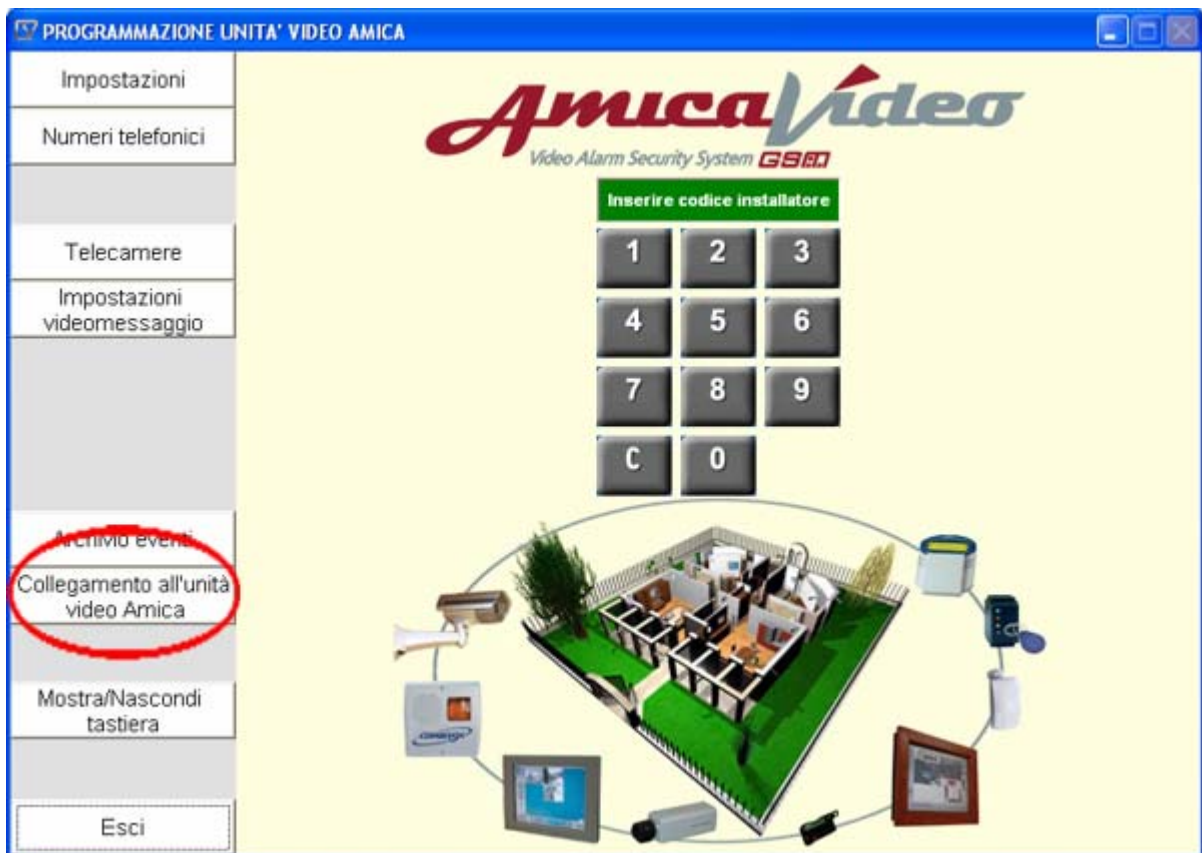 PROGRAMMAZIONE UNITA' VIDEO AMICA
Impostazioni
Numeri telefonici
Telecamere
Impostazioni
videomessaggio
Archivio eventi
Collegamento all'unità
video Amica
Mostra/Nascondi
tastiera
Esci
AmicaVideo
Video Alarm Security System GSM
Inserire codice installatore
1 2 3
4 5 6
7 8 9
C 0